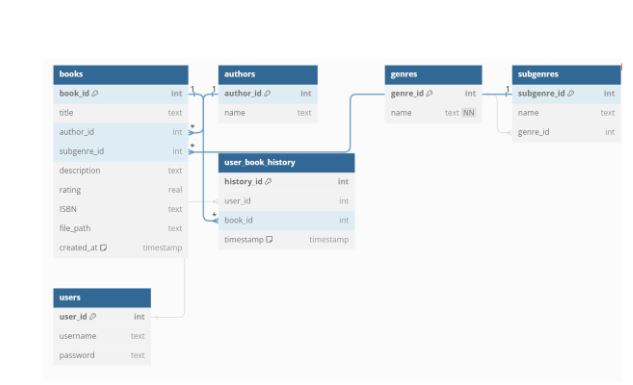 books
book_id int
title text
author_id int
subgenre_id int
description text
rating real
ISBN text
file_path text
created_at timestamp
authors
author_id int
name text
genres
genre_id int
name text NN
subgenres
subgenre_id int
name text
genre_id int
user_book_history
history_id int
user_id int
book_id int
timestamp timestamp
users
user_id int
username text
password text
1
1
1
*
*
*